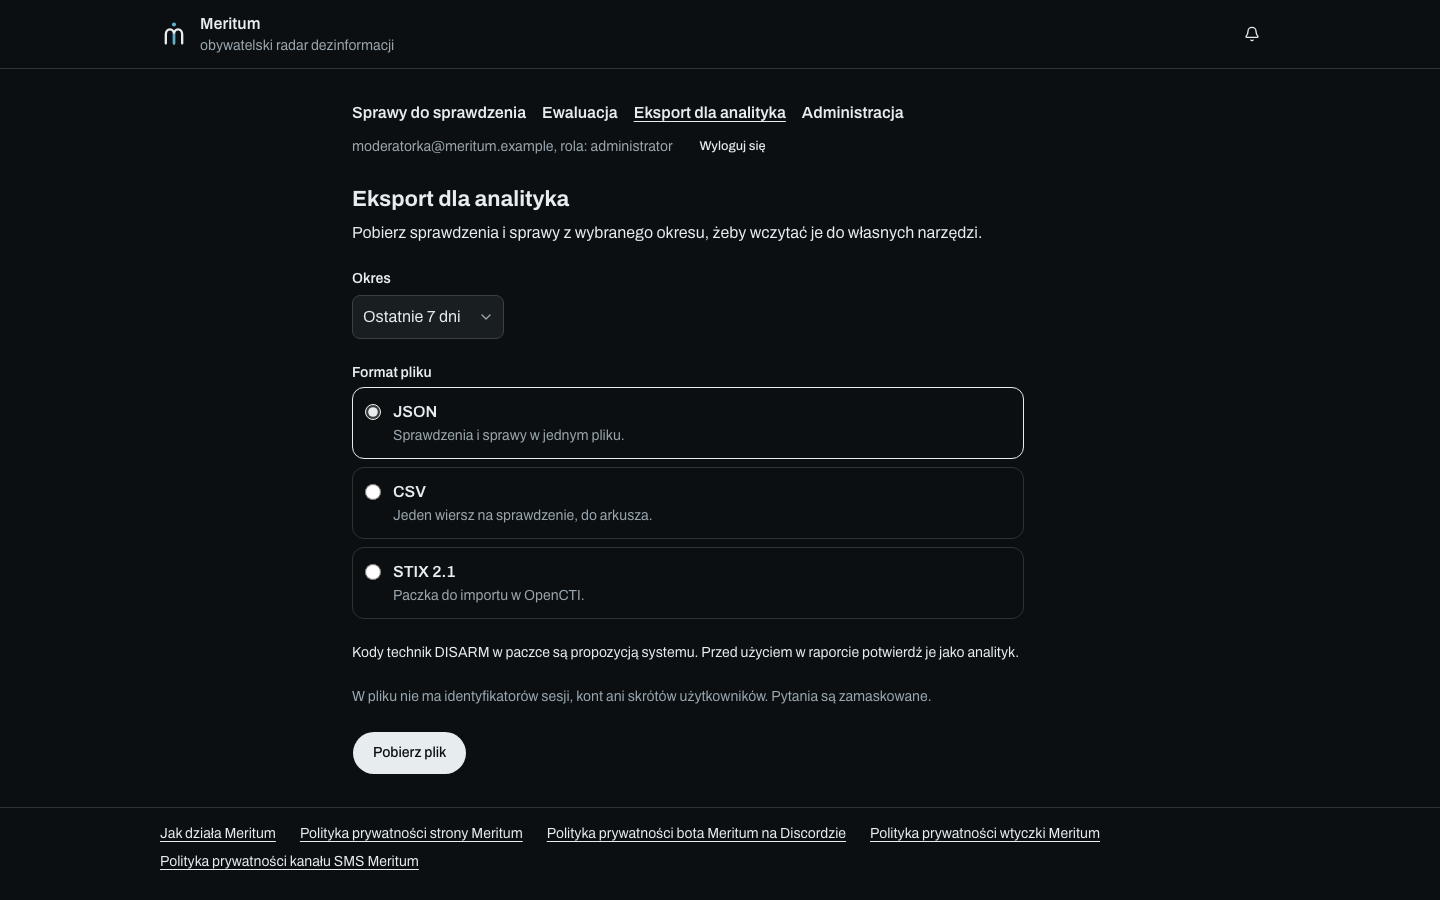 Meritum
obywatelski radar dezinformacji
Sprawy do sprawdzenia Ewaluacja Eksport dla analityka Administracja
moderatorka@meritum.example, rola: administrator Wyloguj się
Eksport dla analityka
Pobierz sprawdzenia i sprawy z wybranego okresu, żeby wczytać je do własnych narzędzi.
Okres
Ostatnie 7 dni
Format pliku
JSON
Sprawdzenia i sprawy w jednym pliku.
CSV
Jeden wiersz na sprawdzenie, do arkusza.
STIX 2.1
Paczka do importu w OpenCTI.
Kody technik DISARM w paczce są propozycją systemu. Przed użyciem w raporcie potwierdź je jako analityk.
W pliku nie ma identyfikatorów sesji, kont ani skrótów użytkowników. Pytania są zamaskowane.
Pobierz plik
Jak działa Meritum Polityka prywatności strony Meritum Polityka prywatności bota Meritum na Discordzie Polityka prywatności wtyczki Meritum
Polityka prywatności kanału SMS Meritum